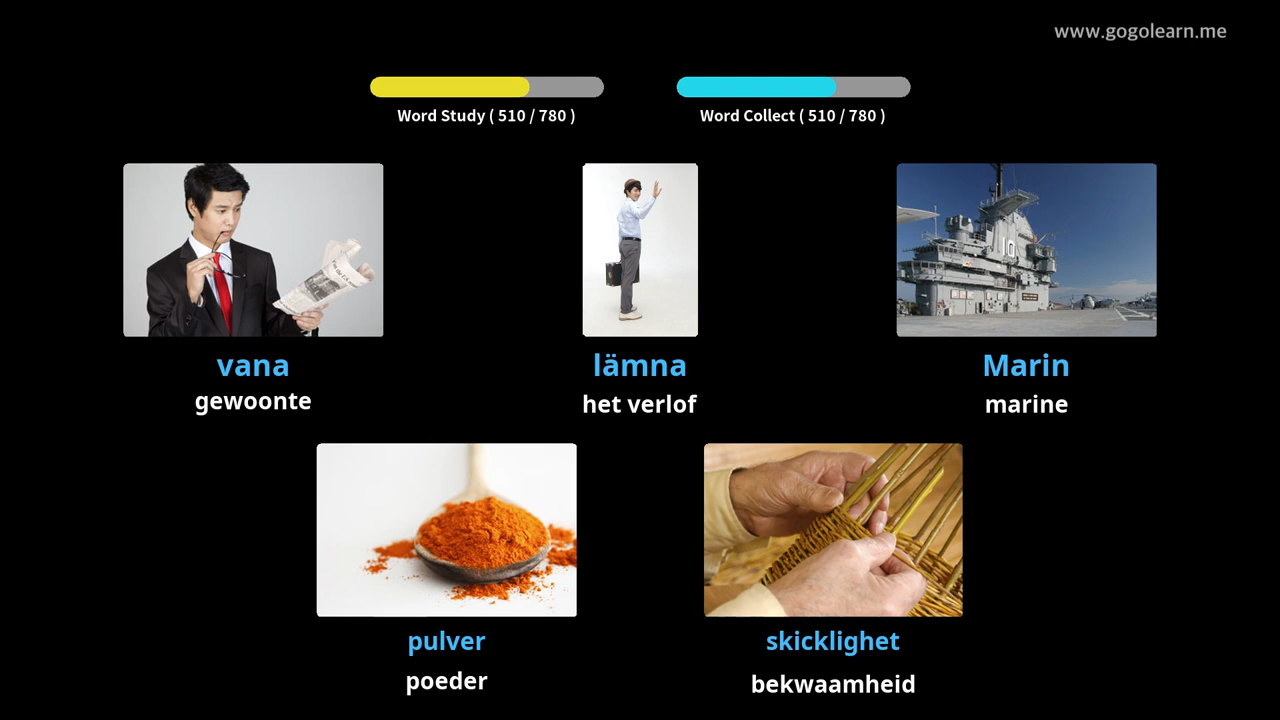 www.gogolearn.me
Word Study ( 510 / 780 )
Word Collect ( 510 / 780 )
16
vana
gewoonte
lämna
het verlof
Marin
marine
pulver
poeder
skicklighet
bekwaamheid